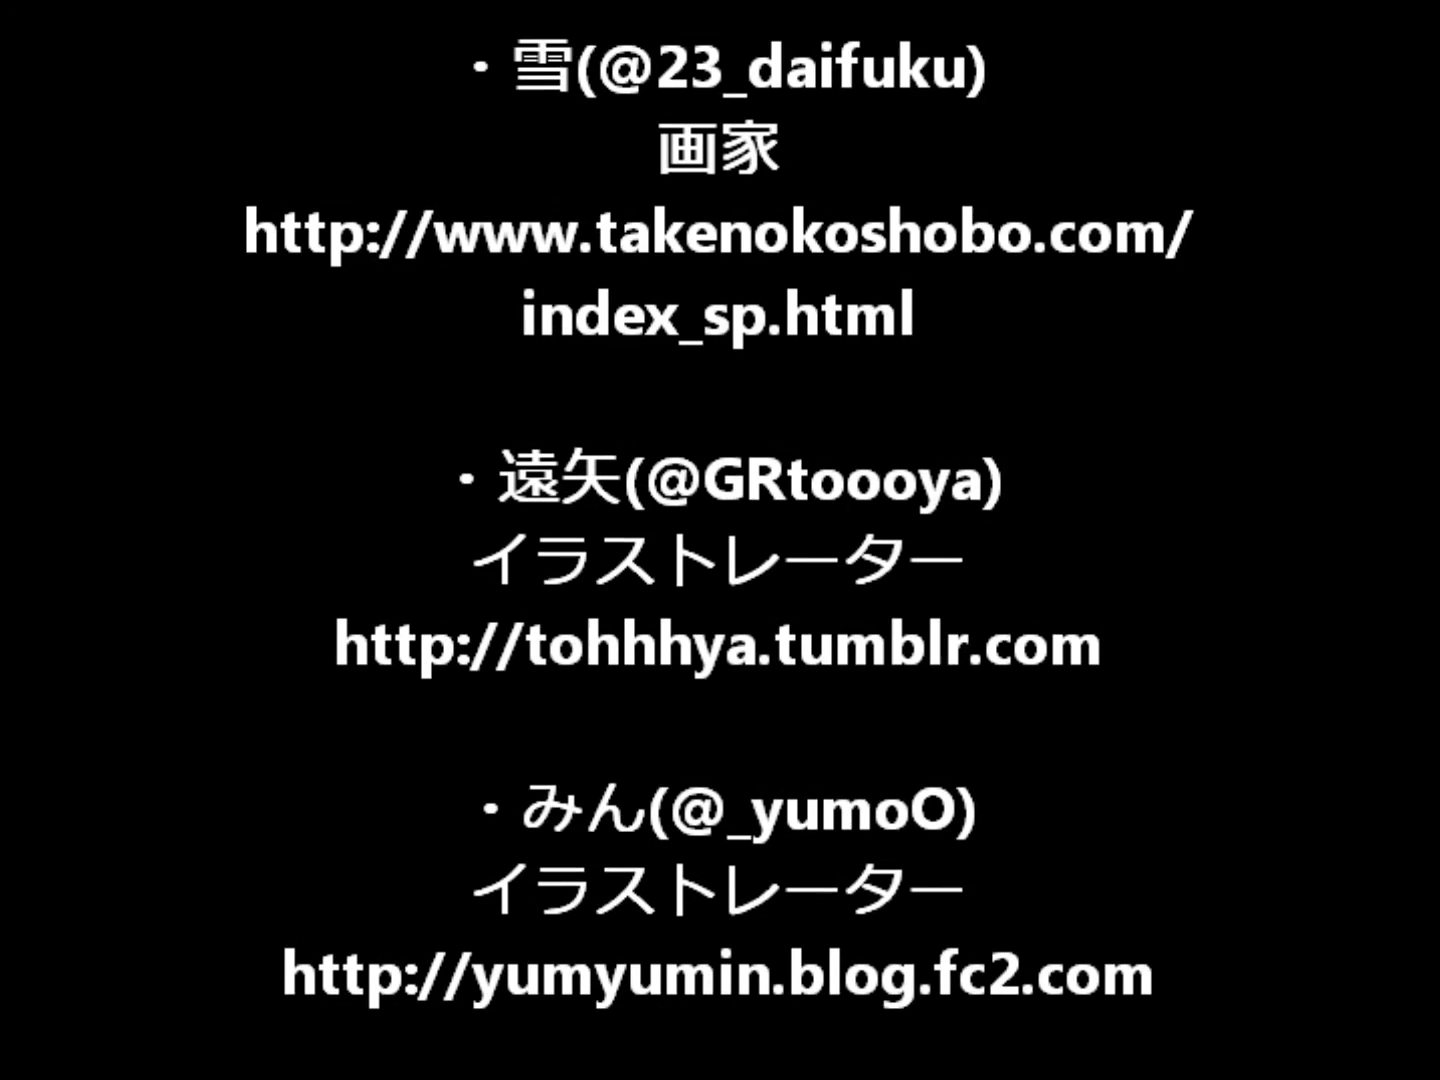 ・雪(@23_daifuku)
画家
http://www.takenokoshobo.com/
index_sp.html
・遠矢(@GRtoooya)
イラストレーター
http://tohhhya.tumblr.com
・みん(@_yumoO)
イラストレーター
http://yumyumin.blog.fc2.com